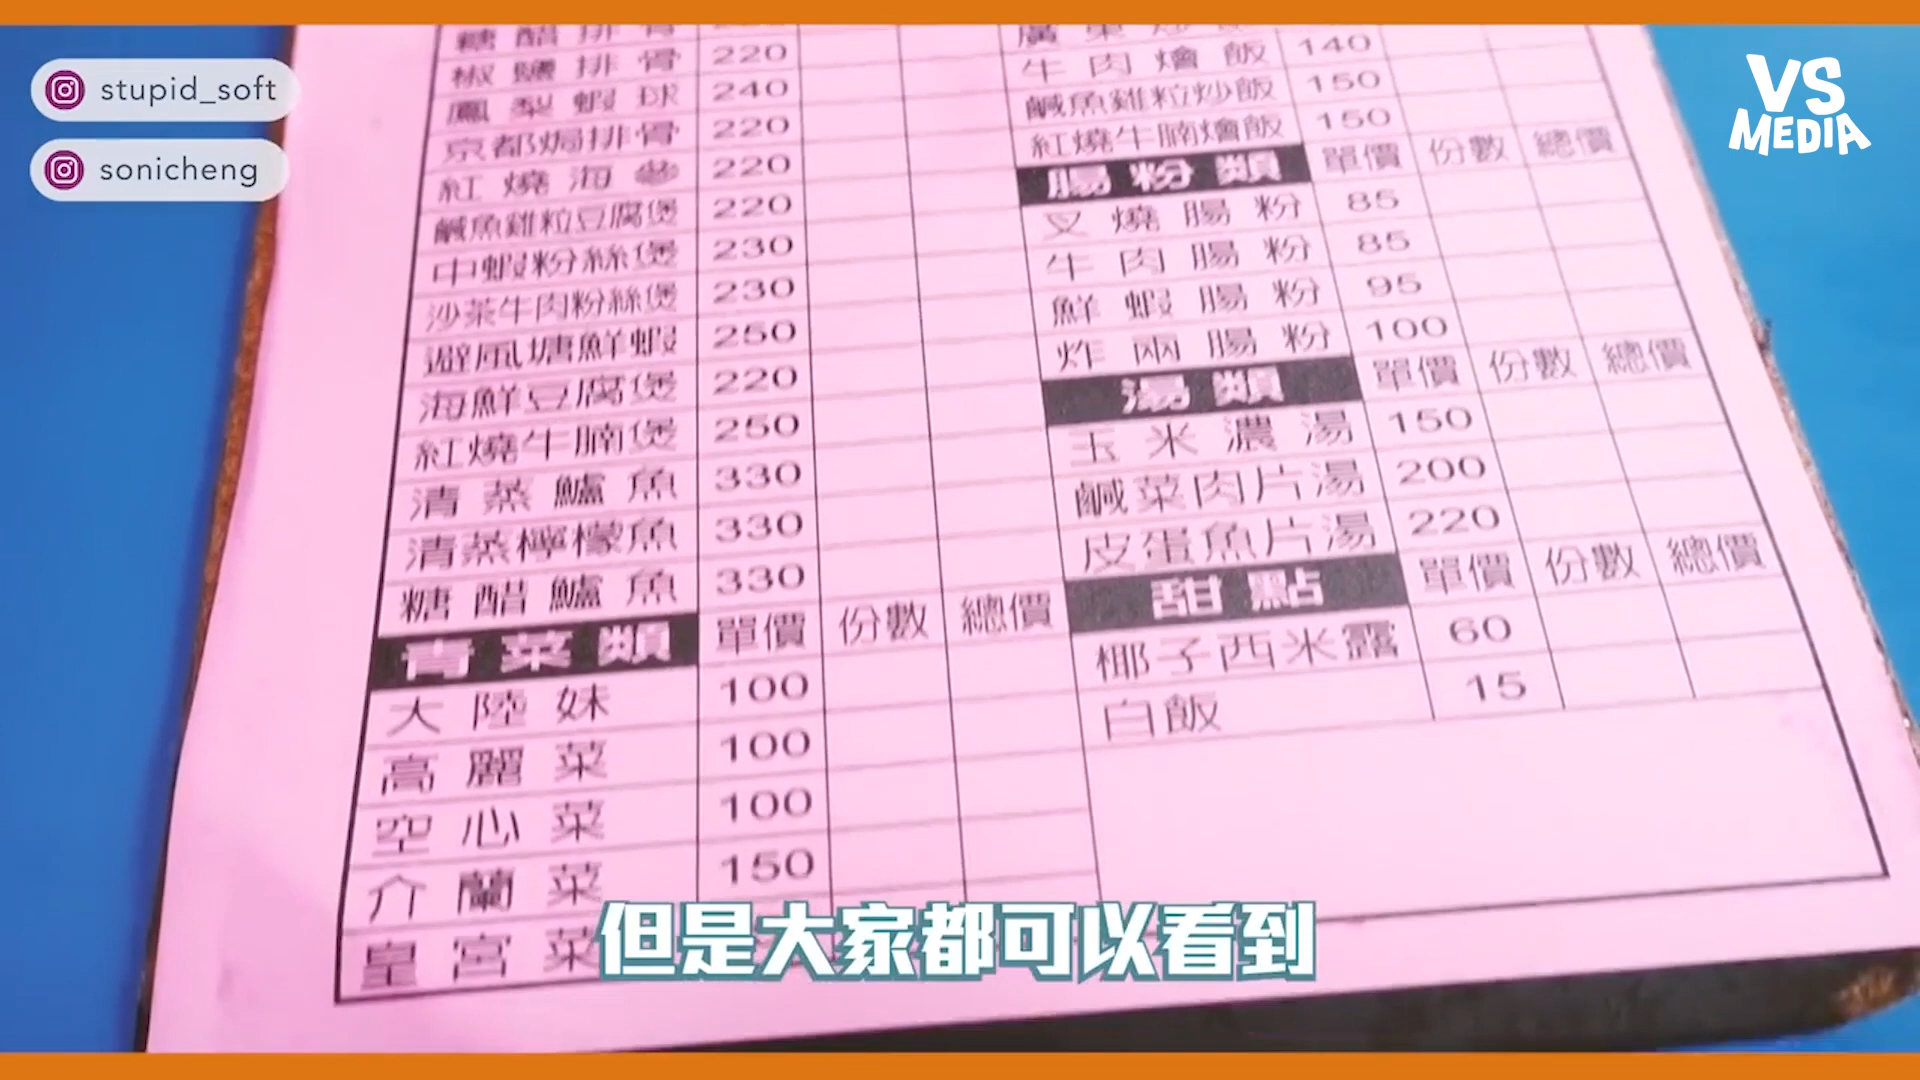 stupid_soft
sonicheng
VS
MEDIA
糖醋排骨
椒鹽排骨 220
鳳梨蝦球 240
京都焗排骨 220
紅燒海參 220
鹹魚雞粒豆腐煲 220
中蝦粉絲煲 230
沙茶牛肉粉絲煲 230
避風塘鮮蝦 250
海鮮豆腐煲 220
紅燒牛腩煲 250
清蒸鱸魚 330
清蒸檸檬魚 330
糖醋鱸魚 330
青菜類 單價 份數 總價
大陸妹 100
高麗菜 100
空心菜 100
介蘭菜 150
皇宮菜
牛肉燴飯 140
鹹魚雞粒炒飯 150
紅燒牛腩燴飯 150
腸粉類 單價 份數 總價
叉燒腸粉 85
牛肉腸粉 85
鮮蝦腸粉 95
炸兩腸粉 100
湯類 單價 份數 總價
玉米濃湯 150
鹹菜肉片湯 200
皮蛋魚片湯 220
甜點 單價 份數 總價
椰子西米露 60
白飯 15
但是大家都可以看到